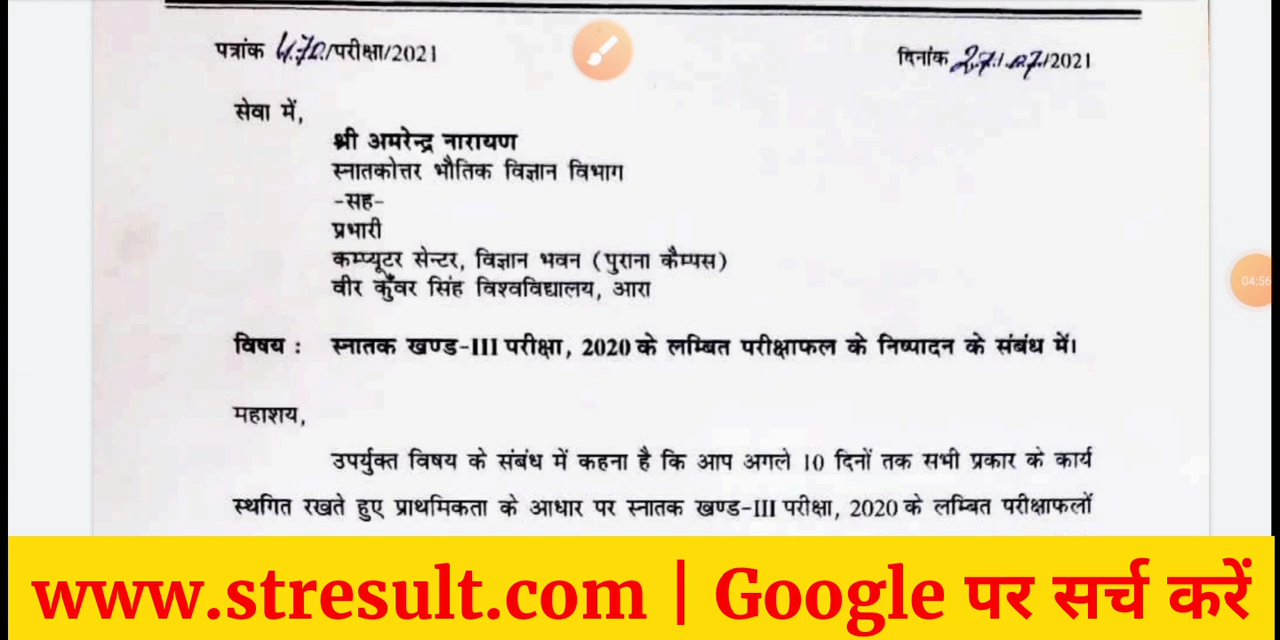 पत्रांक 470/परीक्षा/2021
दिनांक 27/07/2021
सेवा में,
श्री अमरेन्द्र नारायण
स्नातकोत्तर भौतिक विज्ञान विभाग
-सह-
प्रभारी
कम्प्यूटर सेन्टर, विज्ञान भवन (पुराना कैम्पस)
वीर कुँवर सिंह विश्वविद्यालय, आरा
04:56
विषय : स्नातक खण्ड-III परीक्षा, 2020 के लम्बित परीक्षाफल के निष्पादन के संबंध में।
महाशय,
उपर्युक्त विषय के संबंध में कहना है कि आप अगले 10 दिनों तक सभी प्रकार के कार्य
स्थगित रखते हुए प्राथमिकता के आधार पर स्नातक खण्ड-III परीक्षा, 2020 के लम्बित परीक्षाफलों
www.stresult.com | Google पर सर्च करें